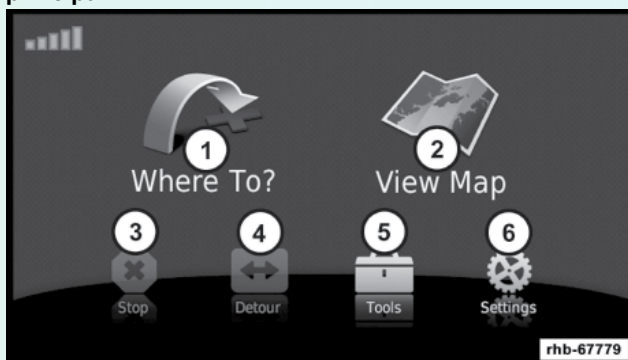 1
2
Where To?
View Map
3
4
5
6
Stop
Detour
Tools
Settings
rhb-67779